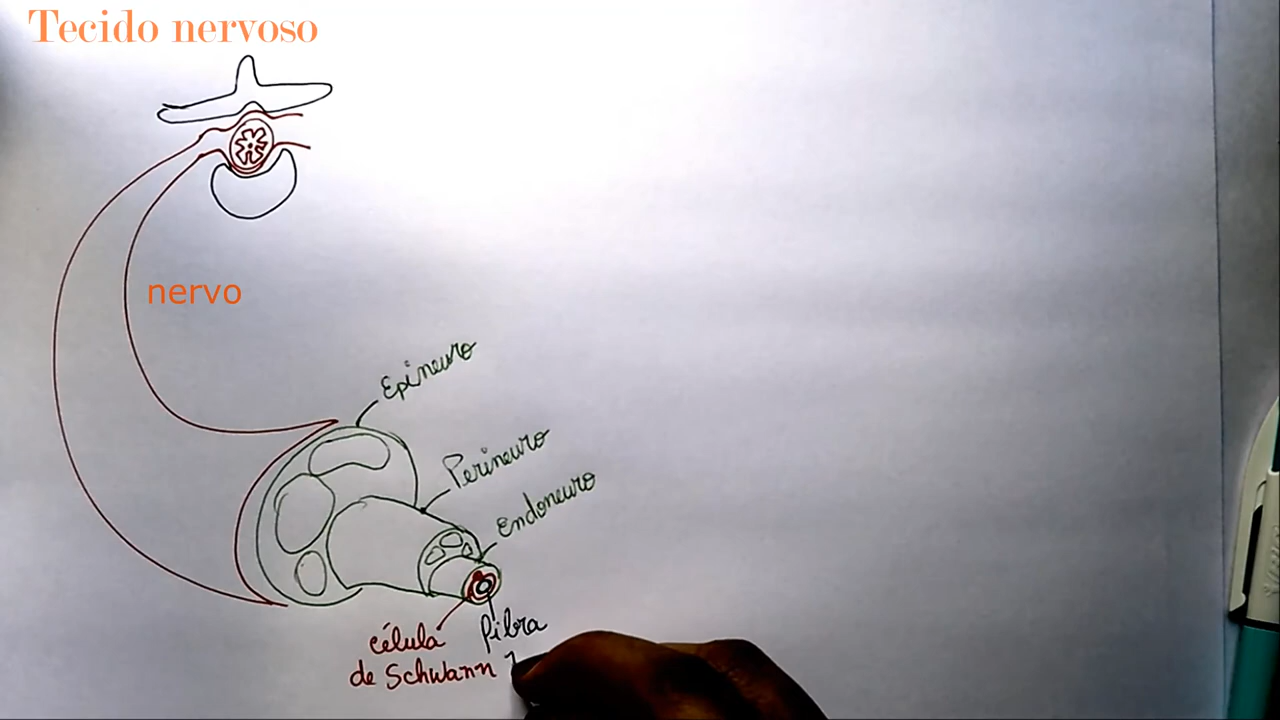 Tecido nervoso
nervo
Epineuro
Perineuro
Endoneuro
célula
de Schwann
fibra